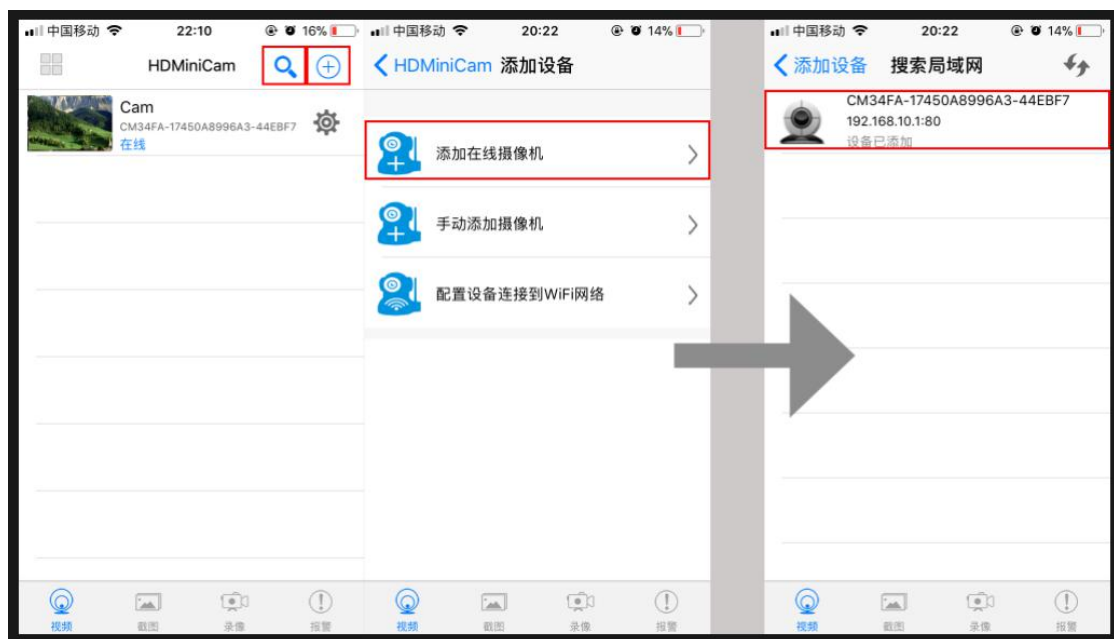 中国移动 22:10 16%
HDMiniCam
Cam
CM34FA-17450A8996A3-44EBF7
在线
视频 截图 录像 报警
中国移动 20:22 14%
HDMiniCam 添加设备
添加在线摄像机
手动添加摄像机
配置设备连接到WiFi网络
视频 截图 录像 报警
中国移动 20:22 14%
添加设备 搜索局域网
CM34FA-17450A8996A3-44EBF7
192.168.10.1:80
设备已添加
视频 截图 录像 报警